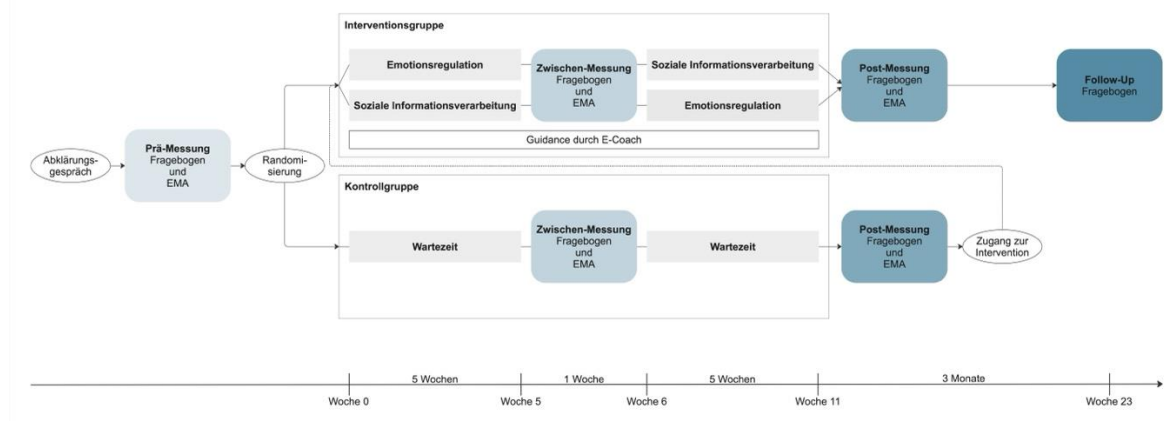 Interventionsgruppe
Emotionsregulation
Soziale Informationsverarbeitung
Zwischen-Messung
Fragebogen
und
EMA
Soziale Informationsverarbeitung
Emotionsregulation
Guidance durch E-Coach
Post-Messung
Fragebogen
und
EMA
Follow-Up
Fragebogen
Abklärungs-
gespräch
Prä-Messung
Fragebogen
und
EMA
Randomi-
sierung
Kontrollgruppe
Wartezeit
Zwischen-Messung
Fragebogen
und
EMA
Wartezeit
Post-Messung
Fragebogen
und
EMA
Zugang zur
Intervention
5 Wochen
1 Woche
5 Wochen
3 Monate
Woche 0
Woche 5
Woche 6
Woche 11
Woche 23